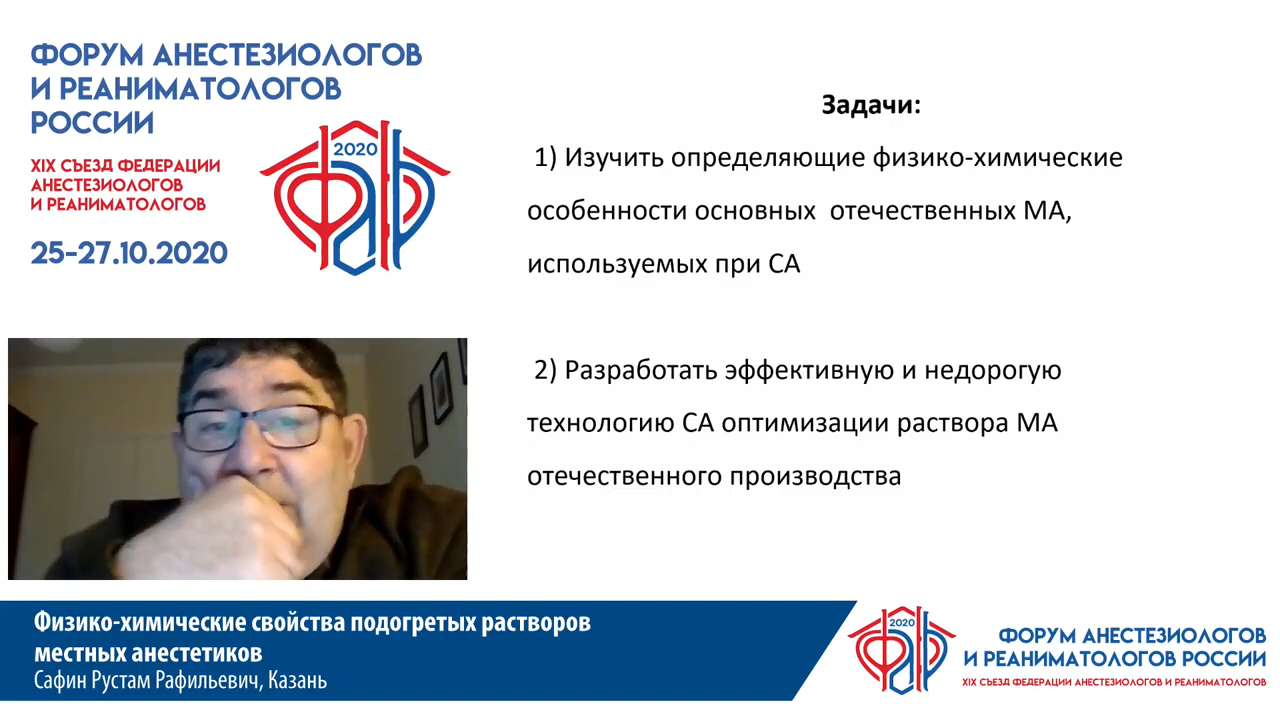 ФОРУМ АНЕСТЕЗИОЛОГОВ
И РЕАНИМАТОЛОГОВ
РОССИИ
XIX СЪЕЗД ФЕДЕРАЦИИ
АНЕСТЕЗИОЛОГОВ
И РЕАНИМАТОЛОГОВ
25-27.10.2020
2020
ФАР
Задачи:
1) Изучить определяющие физико-химические
особенности основных отечественных МА,
используемых при СА
2) Разработать эффективную и недорогую
технологию СА оптимизации раствора МА
отечественного производства
Физико-химические свойства подогретых растворов
местных анестетиков
Сафин Рустам Рафильевич, Казань
2020
ФАР
ФОРУМ АНЕСТЕЗИОЛОГОВ
И РЕАНИМАТОЛОГОВ РОССИИ
XIX СЪЕЗД ФЕДЕРАЦИИ АНЕСТЕЗИОЛОГОВ И РЕАНИМАТОЛОГОВ